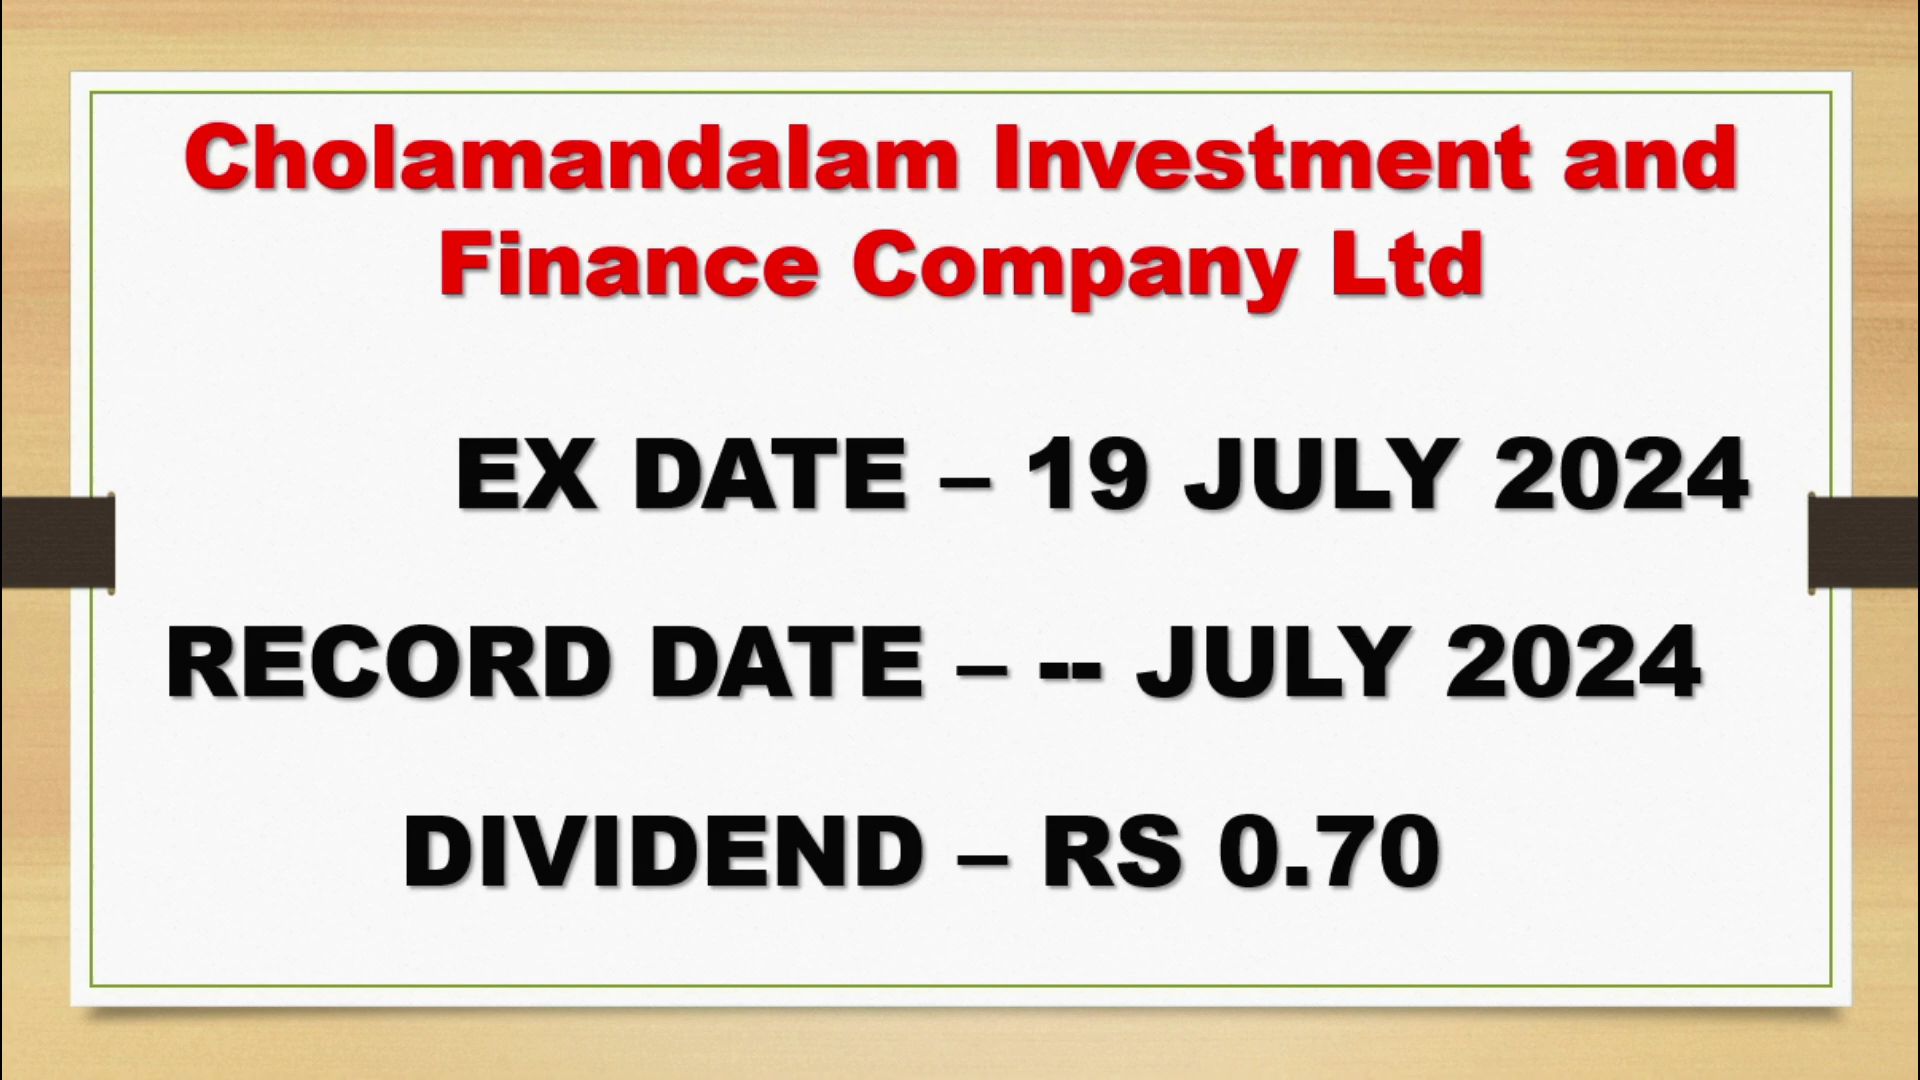 Cholamandalam Investment and
Finance Company Ltd
EX DATE – 19 JULY 2024
RECORD DATE – -- JULY 2024
DIVIDEND – RS 0.70